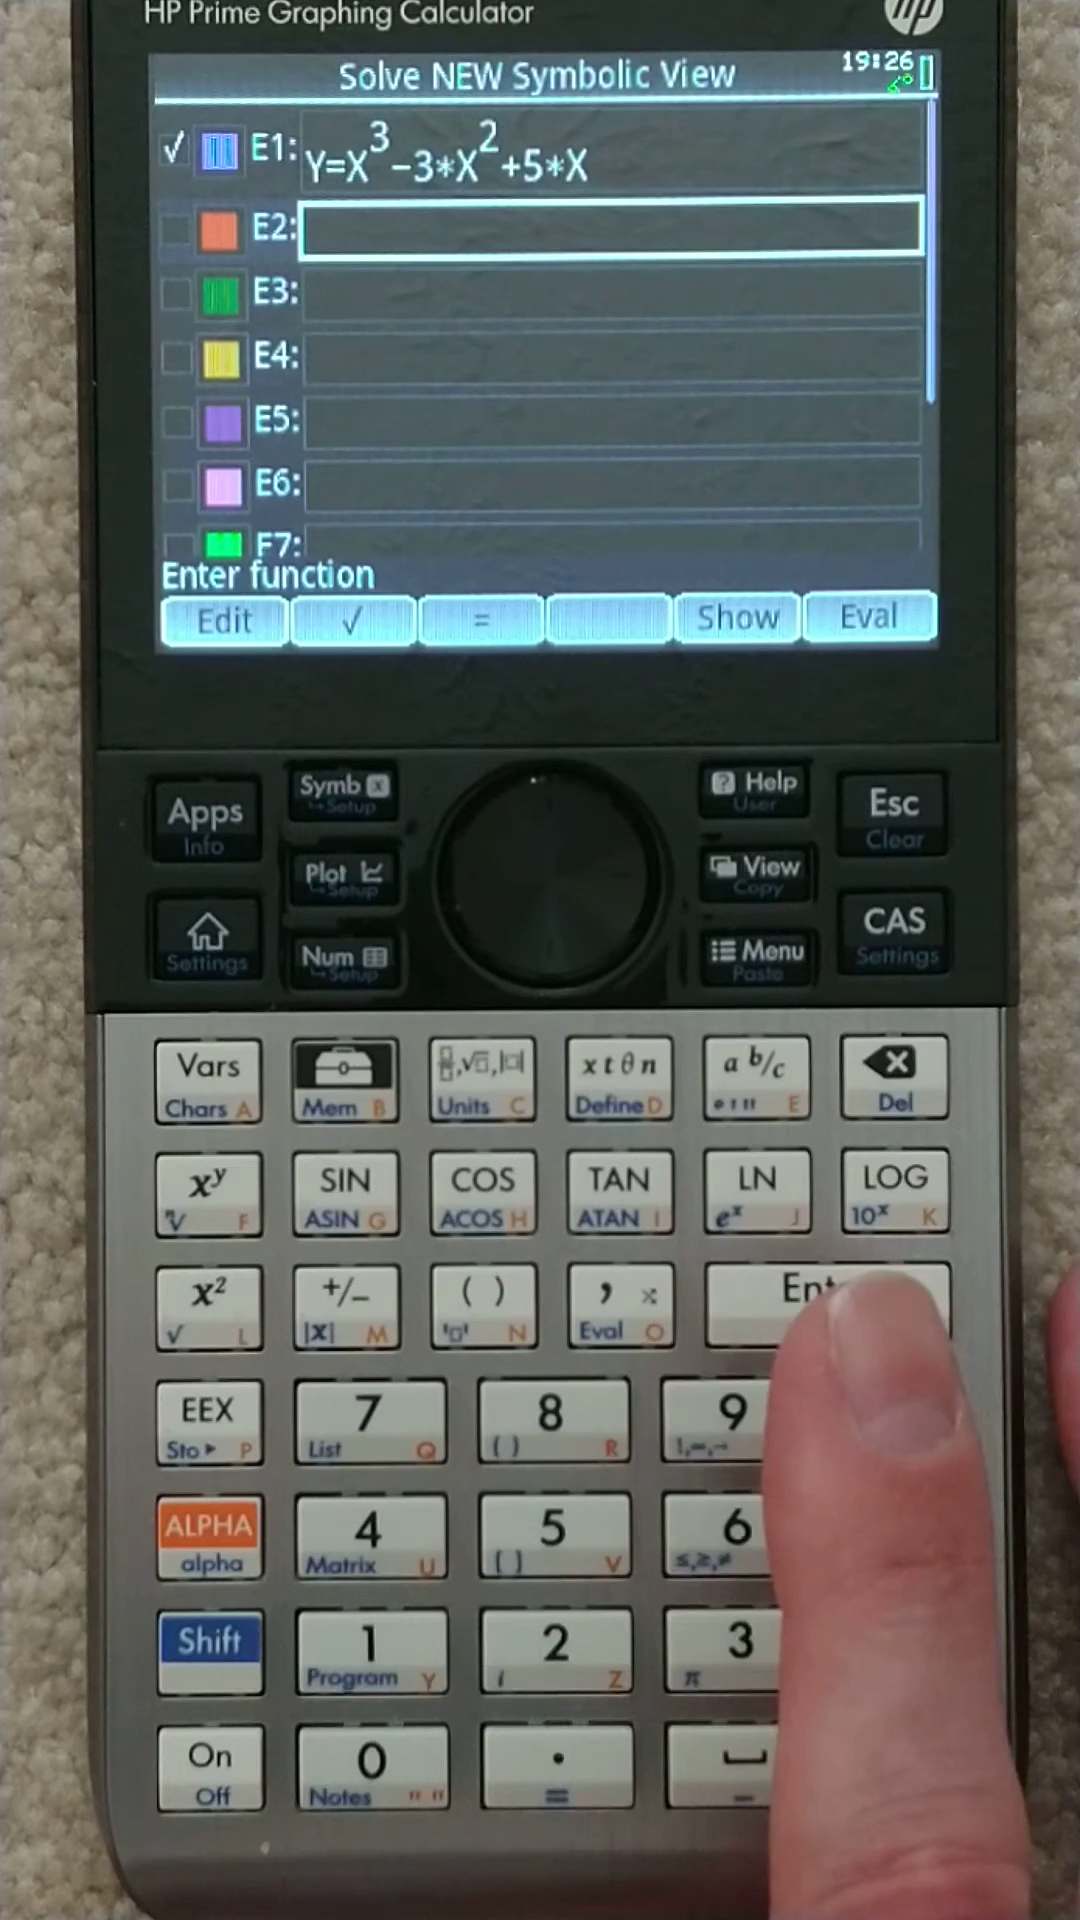 HP Prime Graphing Calculator
hp
Solve NEW Symbolic View 19:26
√ E1: Y=X³-3*X²+5*X
E2:
E3:
E4:
E5:
E6:
Enter function
Edit √ = Show Eval
Apps
Info
Symb
Setup
Help
User
Esc
Clear
Plot
Setup
View
Copy
Settings
Num
Setup
Menu
Paste
CAS
Settings
Vars
Chars A
Mem B
Units C
x t θ n
Define D
a b/c
° ' " E
Del
xʸ
F
SIN
ASIN G
COS
ACOS H
TAN
ATAN I
LN
eˣ J
LOG
10ˣ K
x²
√ L
+/−
|x| M
( )
N
,
Eval O
EEX
Sto ▸ P
7
List Q
8
{ } R
9
ALPHA
alpha
4
Matrix U
5
[ ] V
6
≤,≥,≠
Shift
1
Program Y
2
i Z
3
π
On
Off
0
Notes " "
.
=
_